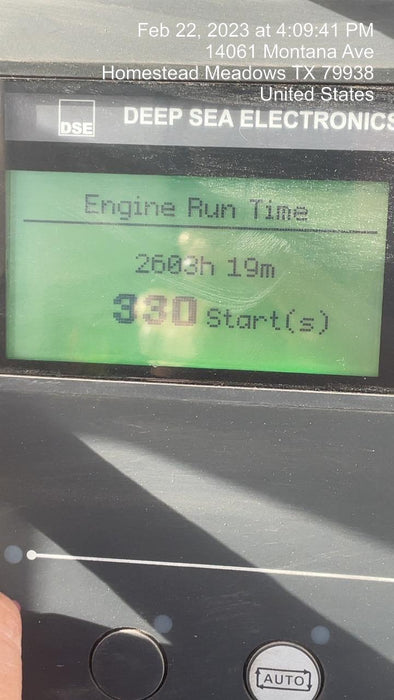 Feb 22, 2023 at 4:09:41 PM
14061 Montana Ave
Homestead Meadows TX 79938
United States
DSE
DEEP SEA ELECTRONICS
Engine Run Time
2603h 19m
330 Start(s)
AUTO